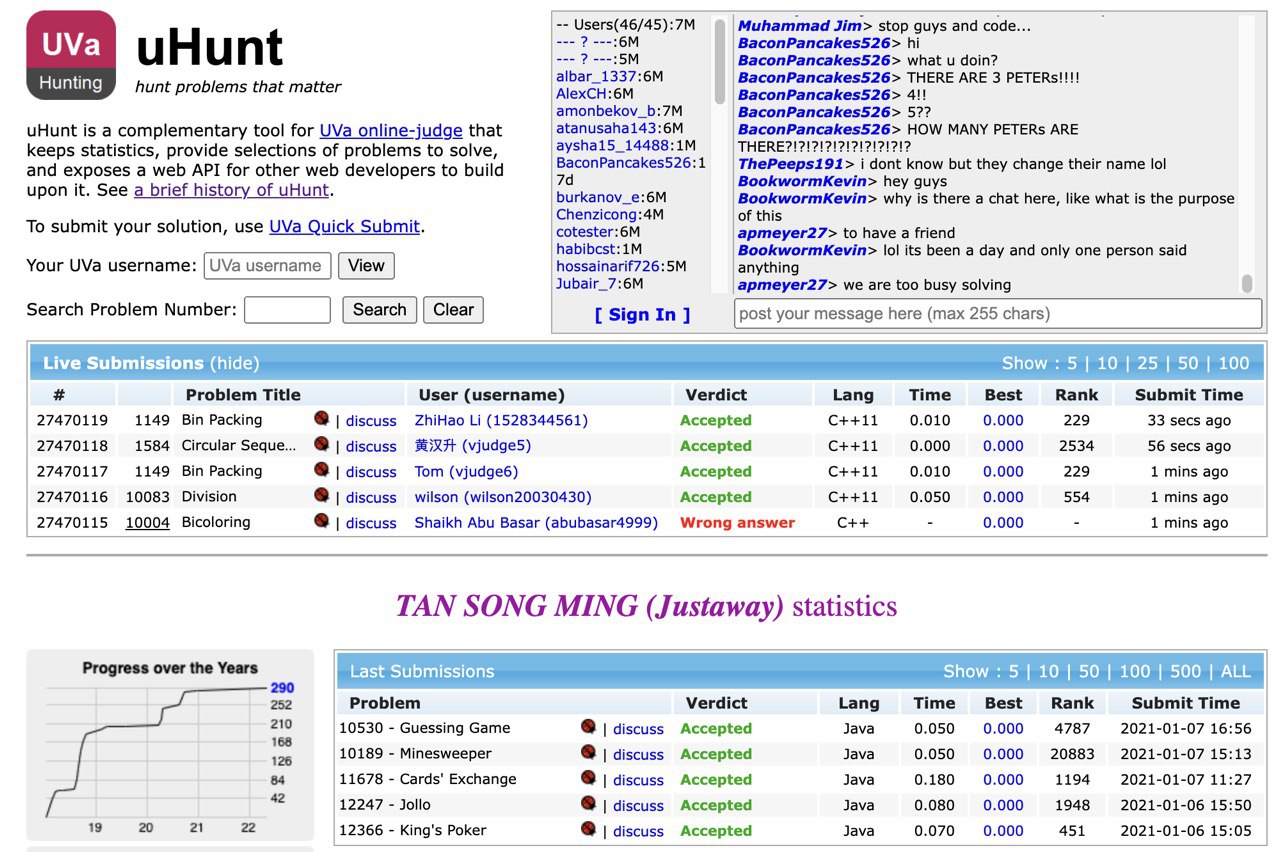 UVa
Hunting
uHunt
hunt problems that matter
uHunt is a complementary tool for UVa online-judge that
keeps statistics, provide selections of problems to solve,
and exposes a web API for other web developers to build
upon it. See a brief history of uHunt.
To submit your solution, use UVa Quick Submit.
Your UVa username: UVa username View
Search Problem Number: Search Clear
-- Users(46/45):7M
--- ? ---:6M
--- ? ---:5M
albar_1337:6M
AlexCH:6M
amonbekov_b:7M
atanusaha143:6M
aysha15_14488:1M
BaconPancakes526:1
7d
burkanov_e:6M
Chenzicong:4M
cotester:6M
habibcst:1M
hossainarif726:5M
Jubair_7:6M
[ Sign In ]
Muhammad Jim> stop guys and code...
BaconPancakes526> hi
BaconPancakes526> what u doin?
BaconPancakes526> THERE ARE 3 PETERs!!!!
BaconPancakes526> 4!!
BaconPancakes526> 5??
BaconPancakes526> HOW MANY PETERs ARE
THERE?!?!?!?!?!?!?!?!?!?
ThePeeps191> i dont know but they change their name lol
BookwormKevin> hey guys
BookwormKevin> why is there a chat here, like what is the purpose
of this
apmeyer27> to have a friend
BookwormKevin> lol its been a day and only one person said
anything
apmeyer27> we are too busy solving
post your message here (max 255 chars)
Live Submissions (hide) Show : 5 | 10 | 25 | 50 | 100
# Problem Title User (username) Verdict Lang Time Best Rank Submit Time
27470119 1149 Bin Packing | discuss ZhiHao Li (1528344561) Accepted C++11 0.010 0.000 229 33 secs ago
27470118 1584 Circular Seque... | discuss 黄汉升 (vjudge5) Accepted C++11 0.000 0.000 2534 56 secs ago
27470117 1149 Bin Packing | discuss Tom (vjudge6) Accepted C++11 0.010 0.000 229 1 mins ago
27470116 10083 Division | discuss wilson (wilson20030430) Accepted C++11 0.050 0.000 554 1 mins ago
27470115 10004 Bicoloring | discuss Shaikh Abu Basar (abubasar4999) Wrong answer C++ - 0.000 - 1 mins ago
TAN SONG MING (Justaway) statistics
Progress over the Years
290
252
210
168
126
84
42
19 20 21 22
Last Submissions Show : 5 | 10 | 50 | 100 | 500 | ALL
Problem Verdict Lang Time Best Rank Submit Time
10530 - Guessing Game | discuss Accepted Java 0.050 0.000 4787 2021-01-07 16:56
10189 - Minesweeper | discuss Accepted Java 0.050 0.000 20883 2021-01-07 15:13
11678 - Cards' Exchange | discuss Accepted Java 0.180 0.000 1194 2021-01-07 11:27
12247 - Jollo | discuss Accepted Java 0.080 0.000 1948 2021-01-06 15:50
12366 - King's Poker | discuss Accepted Java 0.070 0.000 451 2021-01-06 15:05